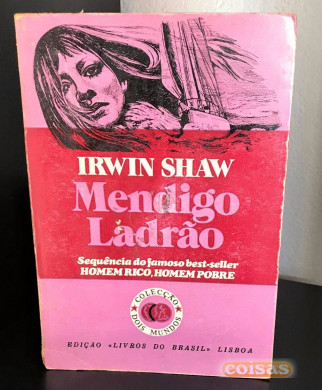 IRWIN SHAW
Mendigo
Ladrão
Sequência do famoso best-seller
HOMEM RICO, HOMEM POBRE
COLECÇÃO
DOIS MUNDOS
EDIÇÃO «LIVROS DO BRASIL» LISBOA
coisas